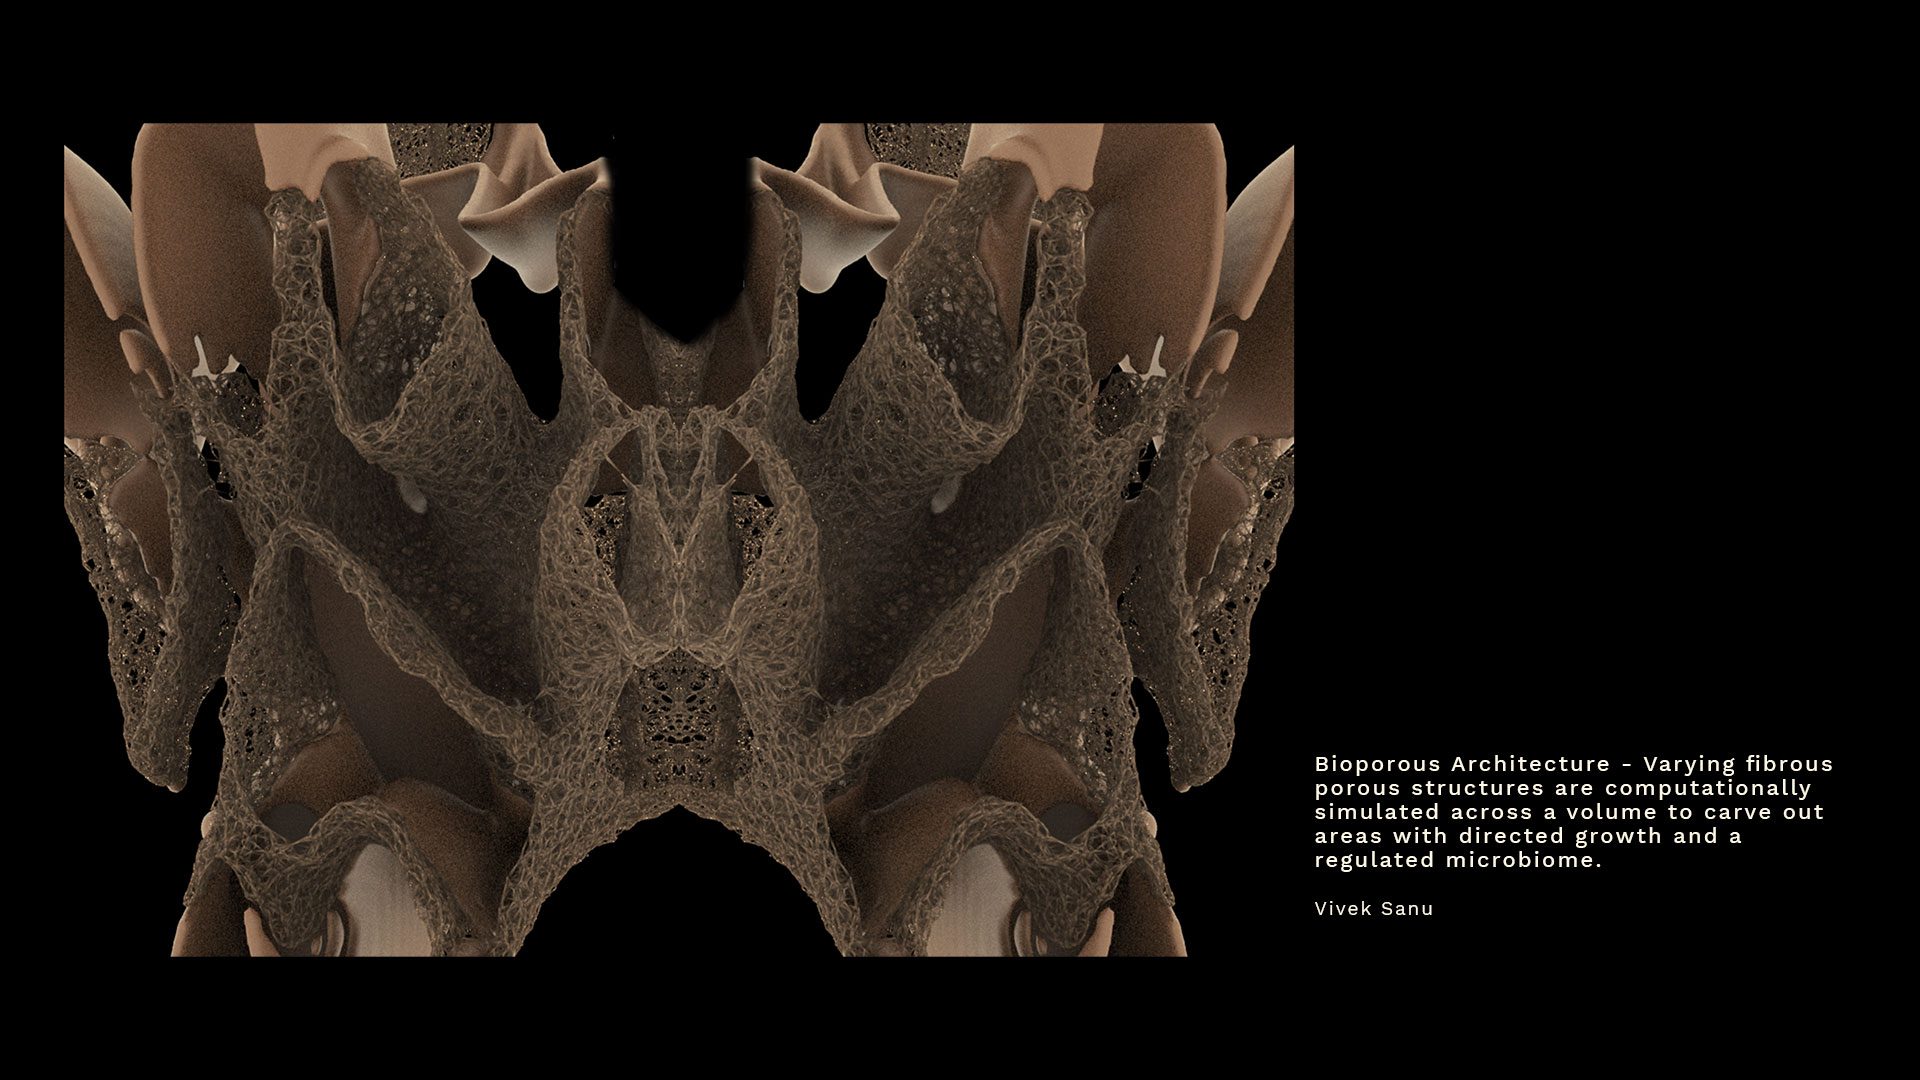 Bioporous Architecture - Varying fibrous
porous structures are computationally
simulated across a volume to carve out
areas with directed growth and a
regulated microbiome.
Vivek Sanu